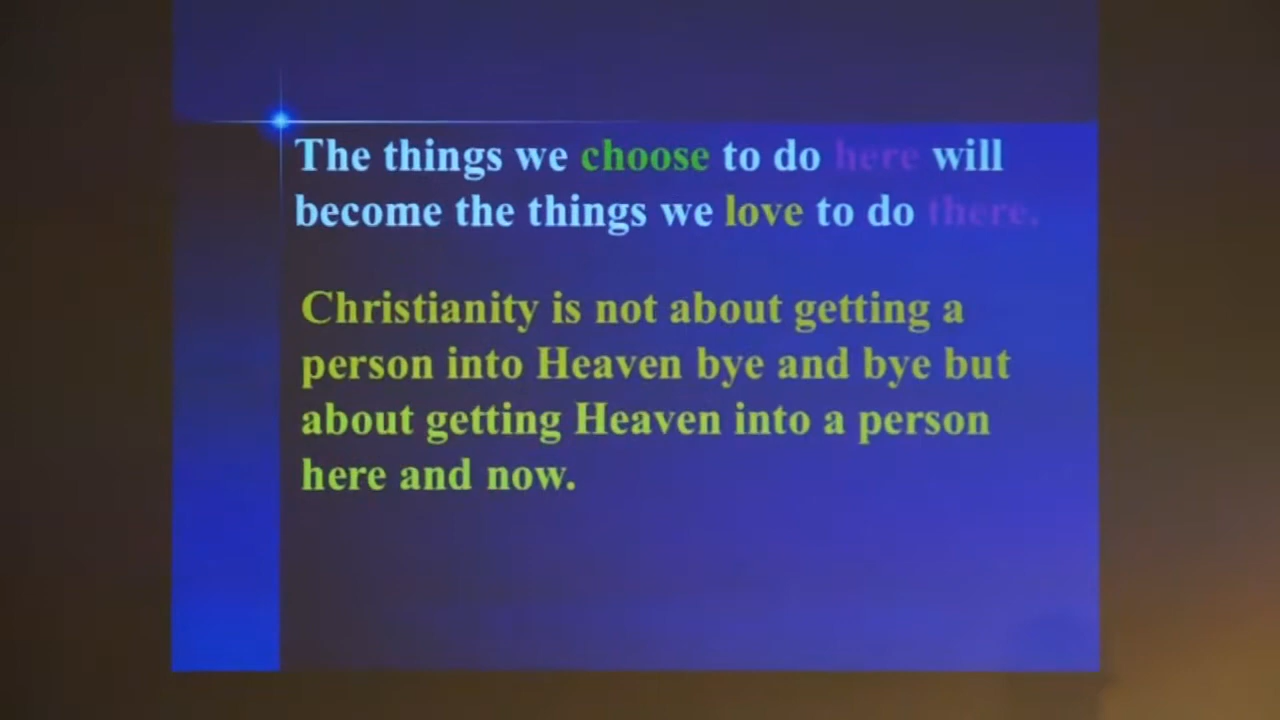 The things we choose to do here will
become the things we love to do there.
Christianity is not about getting a
person into Heaven bye and bye but
about getting Heaven into a person
here and now.